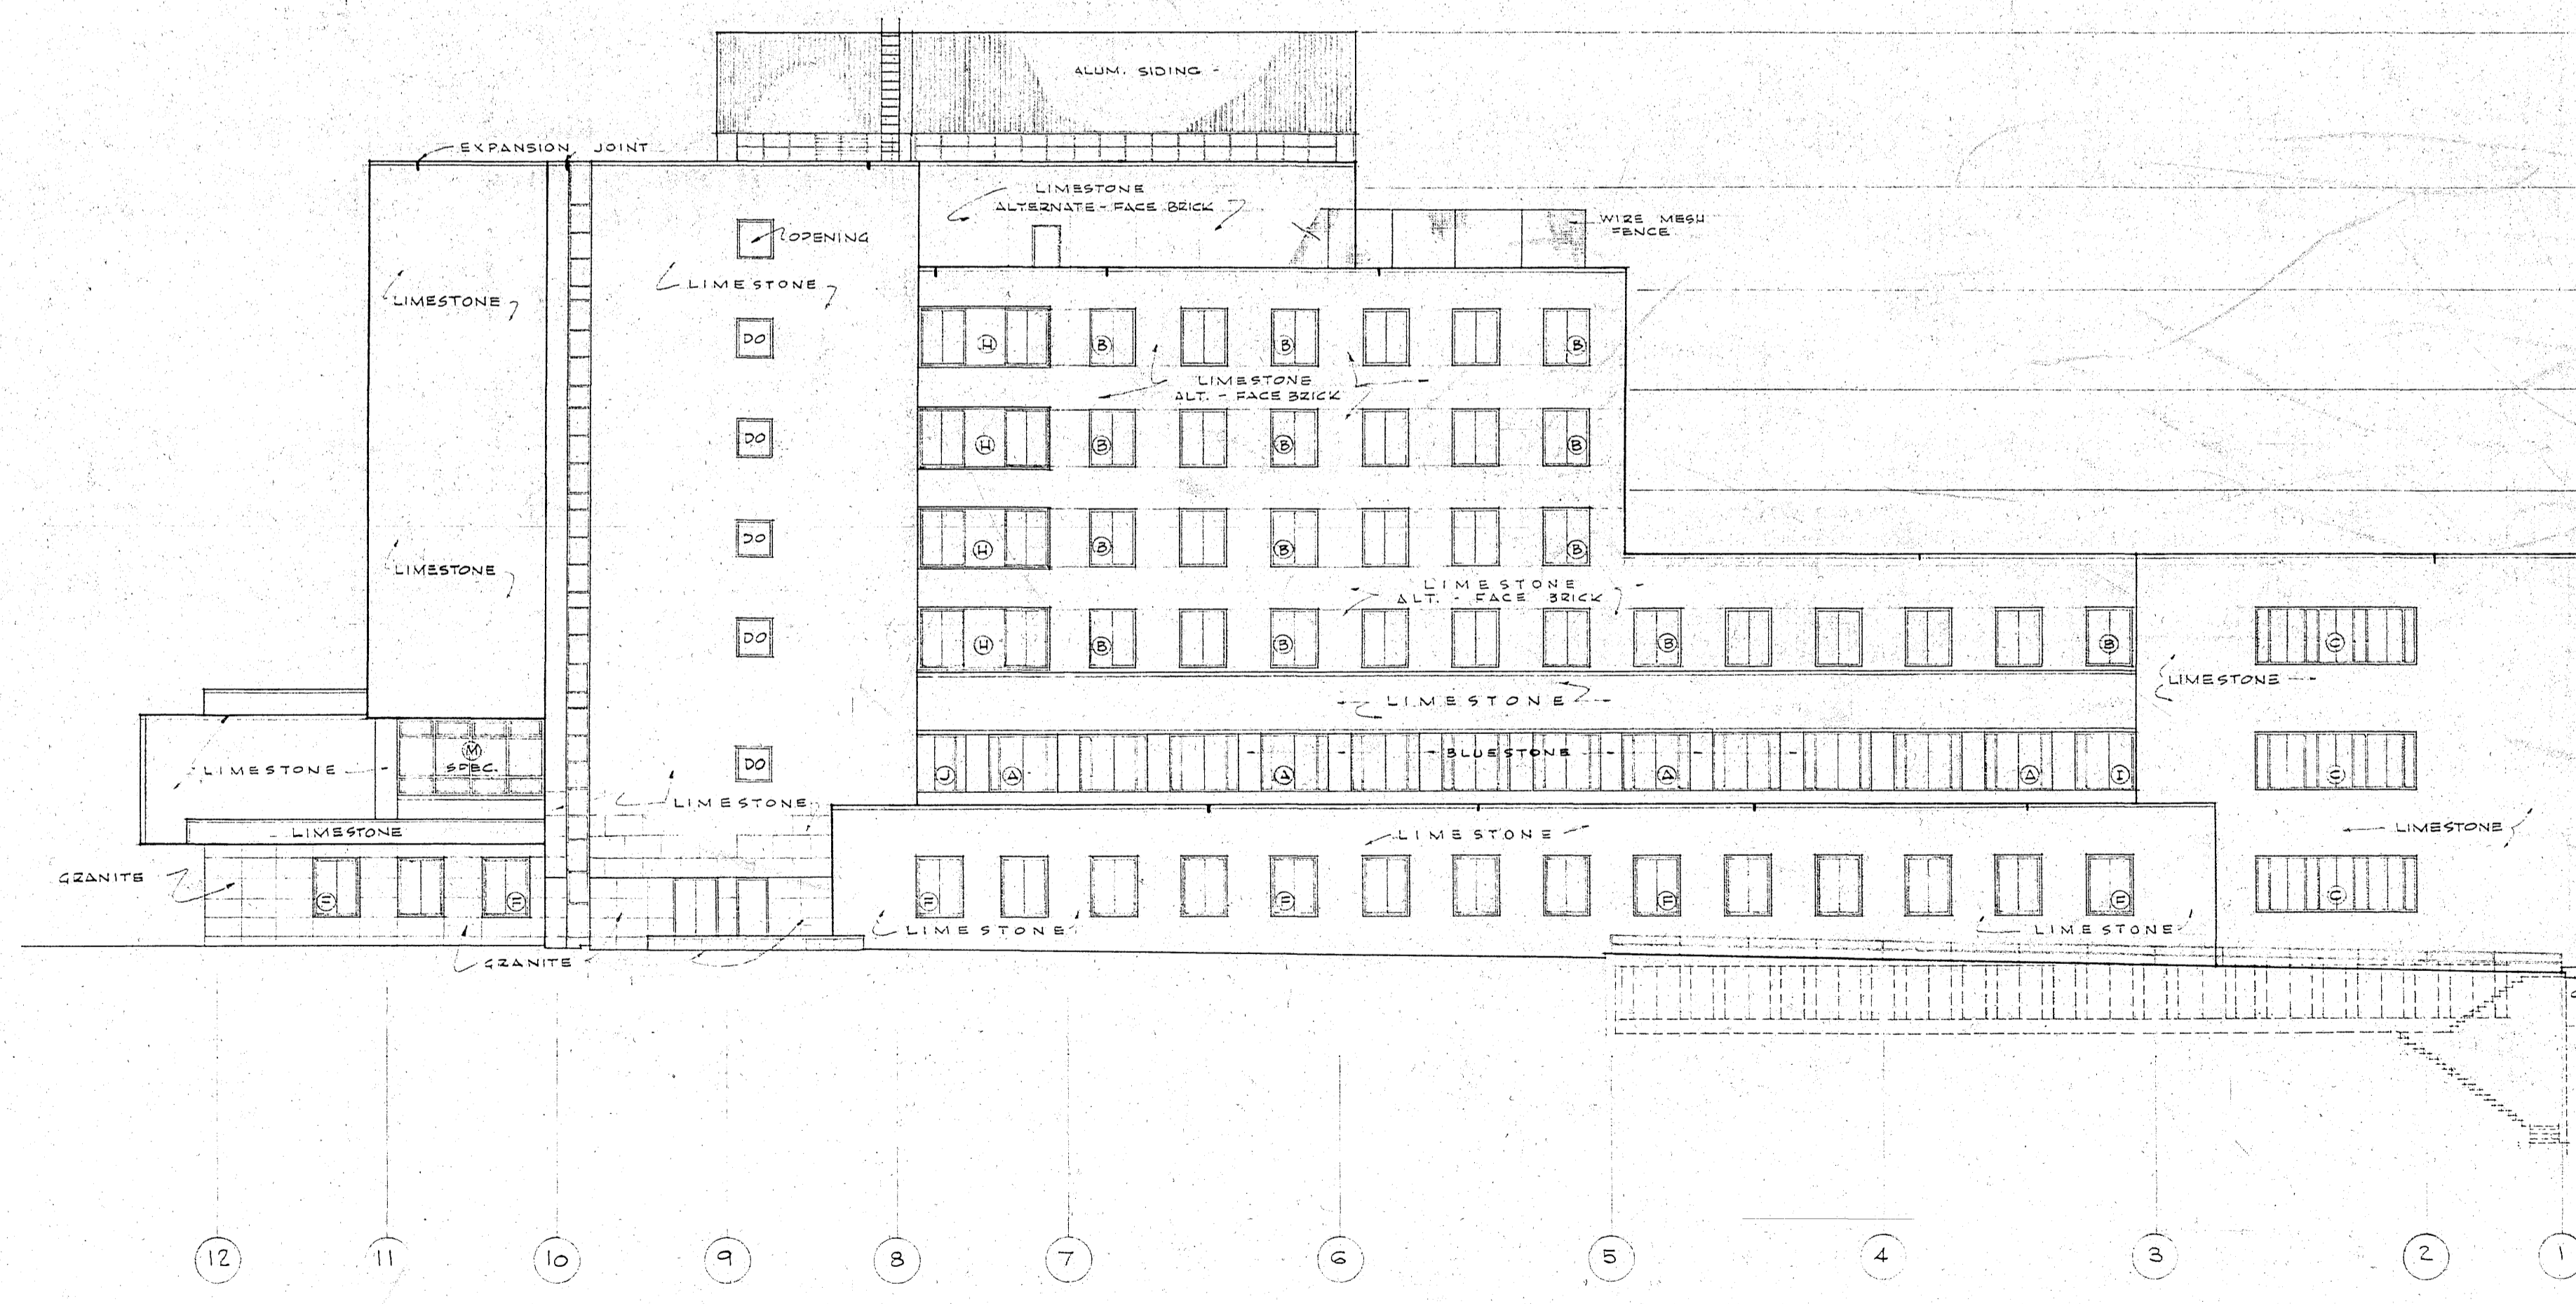 ALUM. SIDING
EXPANSION JOINT
LIMESTONE
ALTERNATE - FACE BRICK
WIRE MESH
FENCE
OPENING
LIMESTONE
LIMESTONE
DO
H B B B
LIMESTONE
ALT. - FACE BRICK
DO
H B B B
DO
H B B B
LIMESTONE
LIMESTONE
ALT. - FACE BRICK
DO
H B B B B C
LIMESTONE
LIMESTONE
M
SPEC.
BLUESTONE
LIMESTONE
DO
J A A A A I C
LIMESTONE
LIMESTONE
LIMESTONE
LIMESTONE
GRANITE
F F F F F F C
LIMESTONE
LIMESTONE
GRANITE
12 11 10 9 8 7 6 5 4 3 2 1